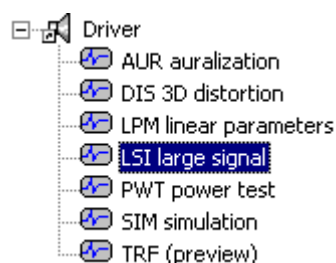 Driver
AUR auralization
DIS 3D distortion
LPM linear parameters
LSI large signal
PWT power test
SIM simulation
TRF (preview)